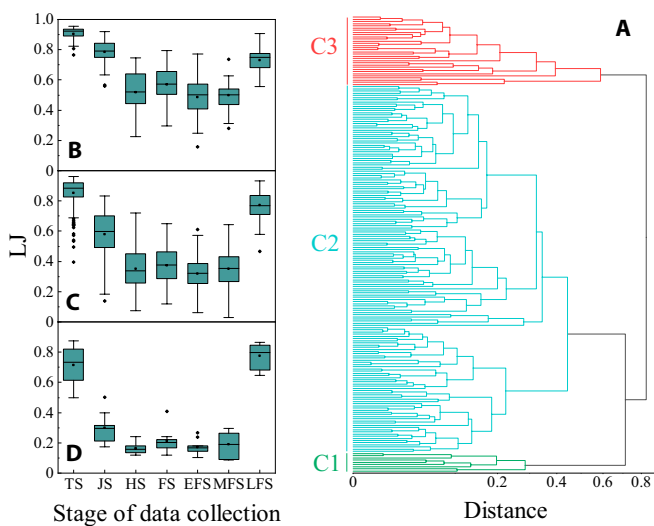 1.0
0.8
0.6
0.4
0.2
0
B
0.8
0.6
0.4
0.2
0
C
0.8
0.6
0.4
0.2
0
D
LJ
TS JS HS FS EFS MFS LFS
Stage of data collection
A
C3
C2
C1
0 0.2 0.4 0.6 0.8
Distance